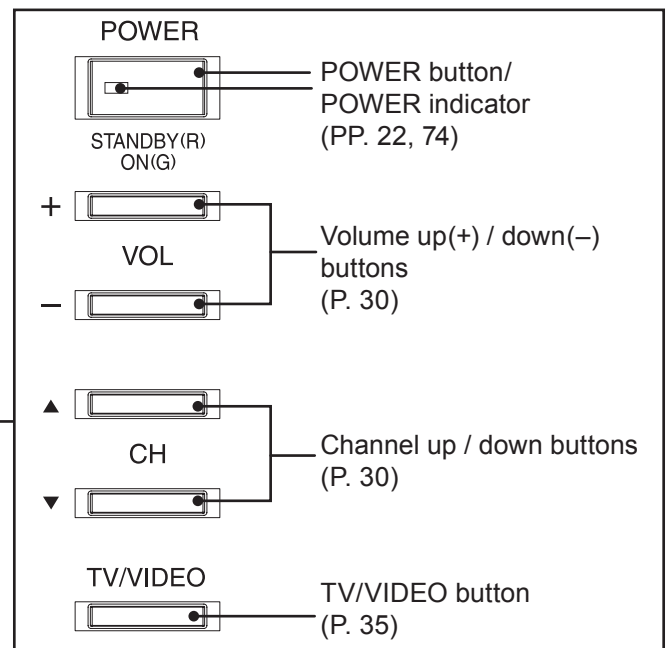 POWER
POWER button/
POWER indicator
(PP. 22, 74)
STANDBY(R)
ON(G)
+
VOL
–
Volume up(+) / down(–)
buttons
(P. 30)
▲
CH
▼
Channel up / down buttons
(P. 30)
TV/VIDEO
TV/VIDEO button
(P. 35)